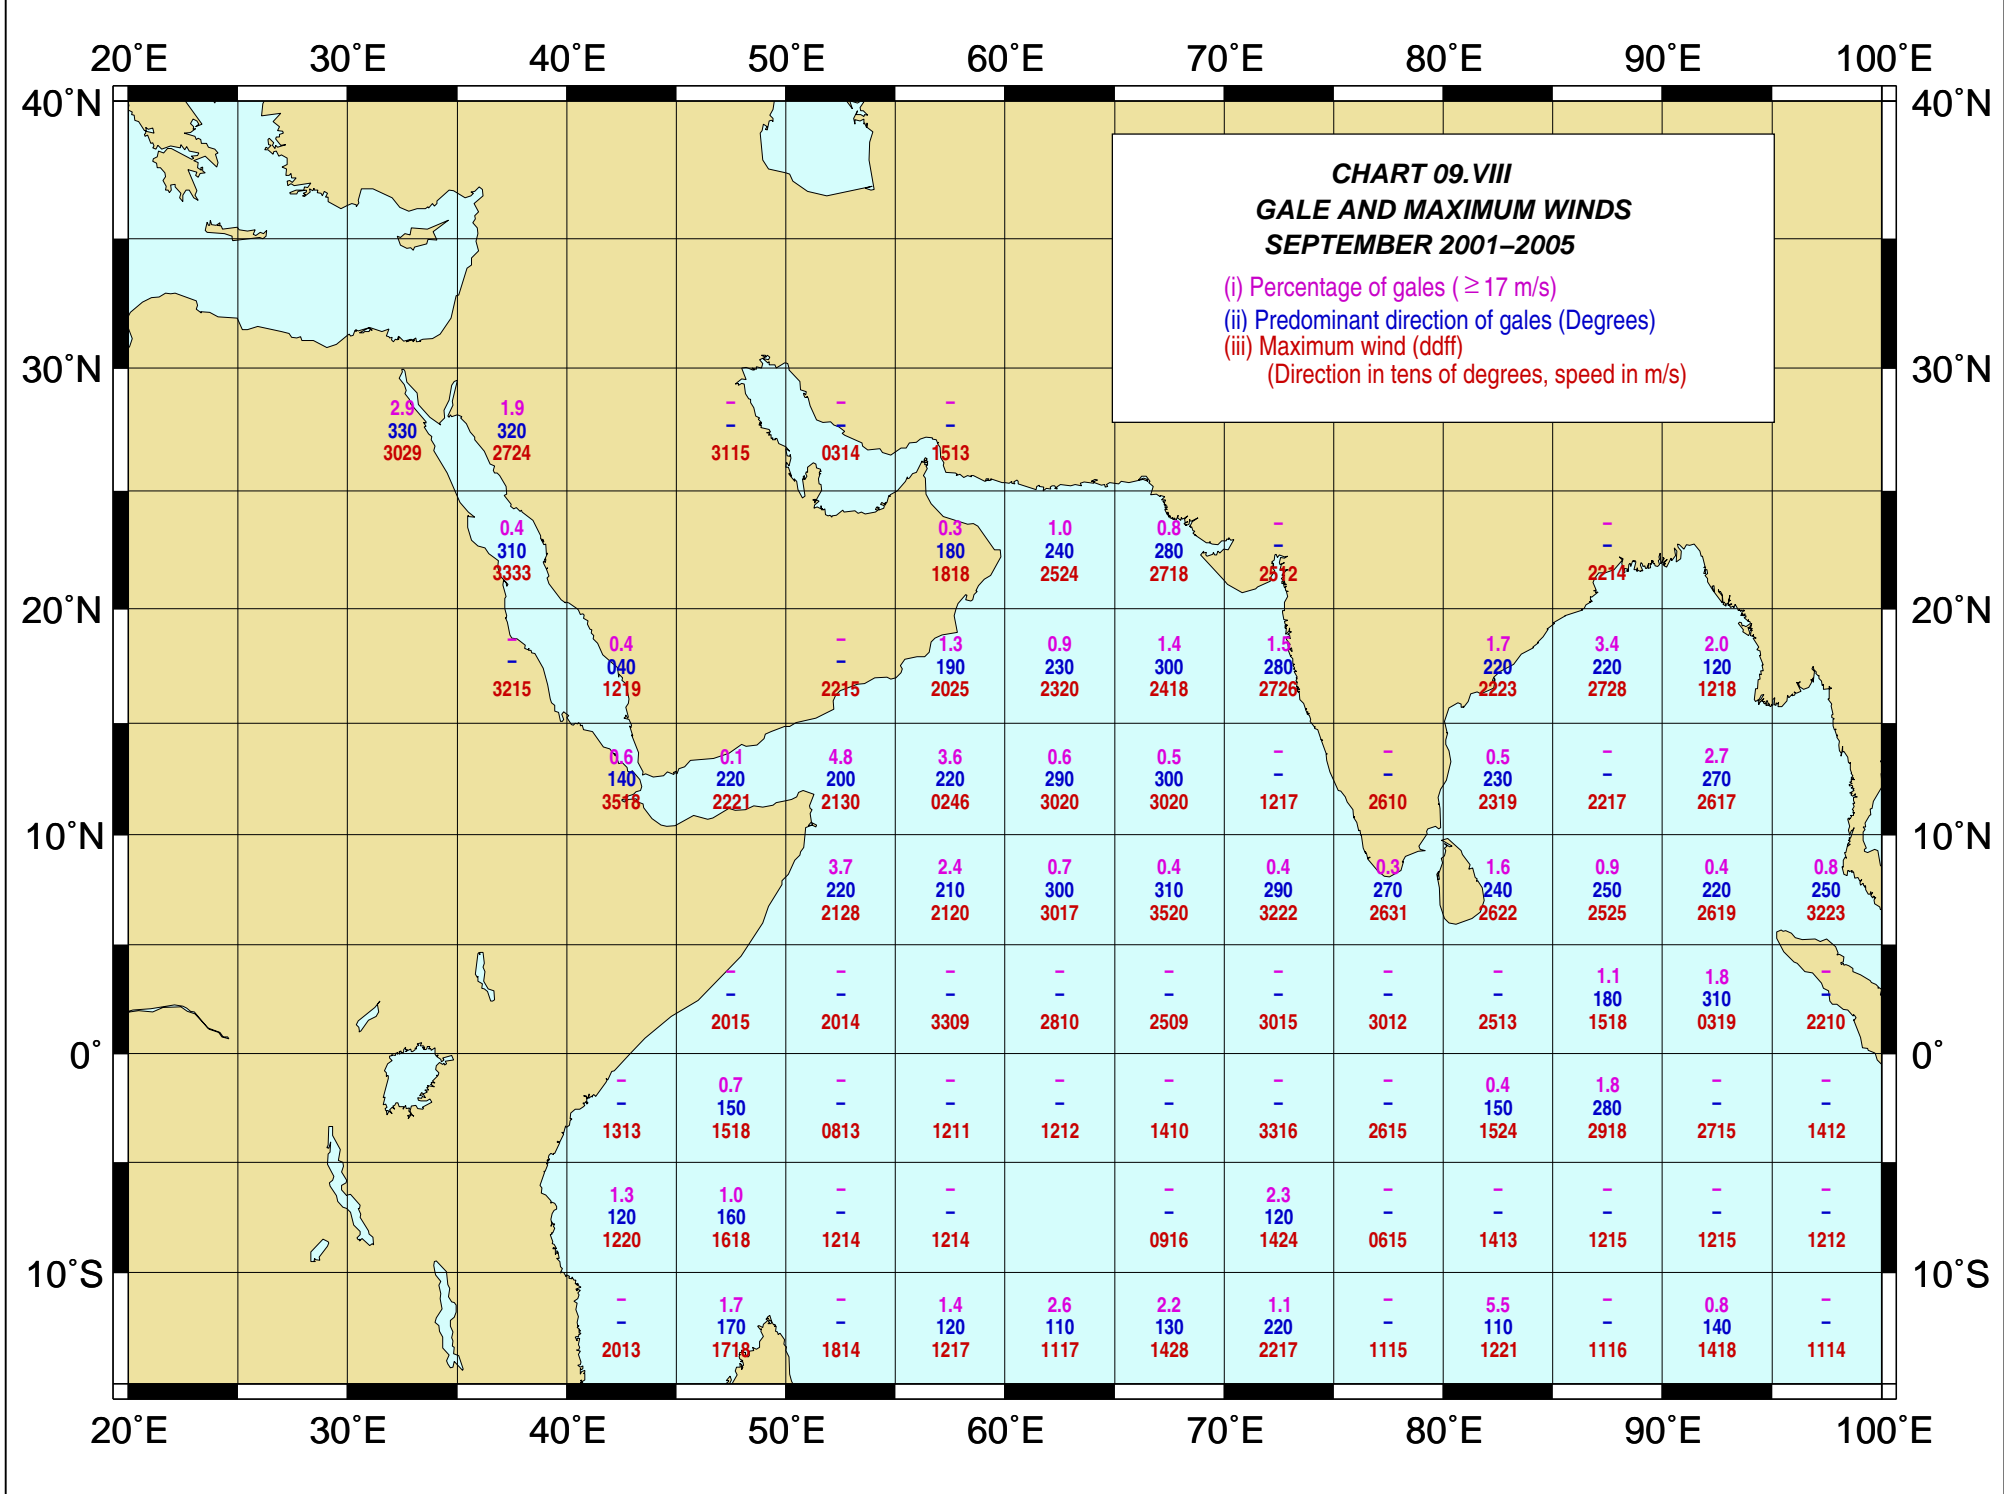 20˚E 30˚E 40˚E 50˚E 60˚E 70˚E 80˚E 90˚E 100˚E
40˚N 40˚N
CHART 09.VIII
GALE AND MAXIMUM WINDS
SEPTEMBER 2001–2005
(i) Percentage of gales ( ≥ 17 m/s)
(ii) Predominant direction of gales (Degrees)
(iii) Maximum wind (ddff)
(Direction in tens of degrees, speed in m/s)
30˚N 30˚N
2.9 1.9 – – –
330 320 – – –
3029 2724 3115 0314 1513
0.4 0.3 1.0 0.8 – –
310 180 240 280 – –
3333 1818 2524 2718 2512 2214
20˚N 20˚N
– 0.4 – 1.3 0.9 1.4 1.5 1.7 3.4 2.0
– 040 – 190 230 300 280 220 220 120
3215 1219 2215 2025 2320 2418 2726 2223 2728 1218
0.6 0.1 4.8 3.6 0.6 0.5 – – 0.5 – 2.7
140 220 200 220 290 300 – – 230 – 270
3518 2221 2130 0246 3020 3020 1217 2610 2319 2217 2617
10˚N 10˚N
3.7 2.4 0.7 0.4 0.4 0.3 1.6 0.9 0.4 0.8
220 210 300 310 290 270 240 250 220 250
2128 2120 3017 3520 3222 2631 2622 2525 2619 3223
– – – – – – – – 1.1 1.8 –
– – – – – – – – 180 310 –
2015 2014 3309 2810 2509 3015 3012 2513 1518 0319 2210
0˚ 0˚
– 0.7 – – – – – – 0.4 1.8 – –
– 150 – – – – – – 150 280 – –
1313 1518 0813 1211 1212 1410 3316 2615 1524 2918 2715 1412
1.3 1.0 – – – 2.3 – – – – –
120 160 – – – 120 – – – – –
1220 1618 1214 1214 0916 1424 0615 1413 1215 1215 1212
10˚S 10˚S
– 1.7 – 1.4 2.6 2.2 1.1 – 5.5 – 0.8 –
– 170 – 120 110 130 220 – 110 – 140 –
2013 1718 1814 1217 1117 1428 2217 1115 1221 1116 1418 1114
20˚E 30˚E 40˚E 50˚E 60˚E 70˚E 80˚E 90˚E 100˚E